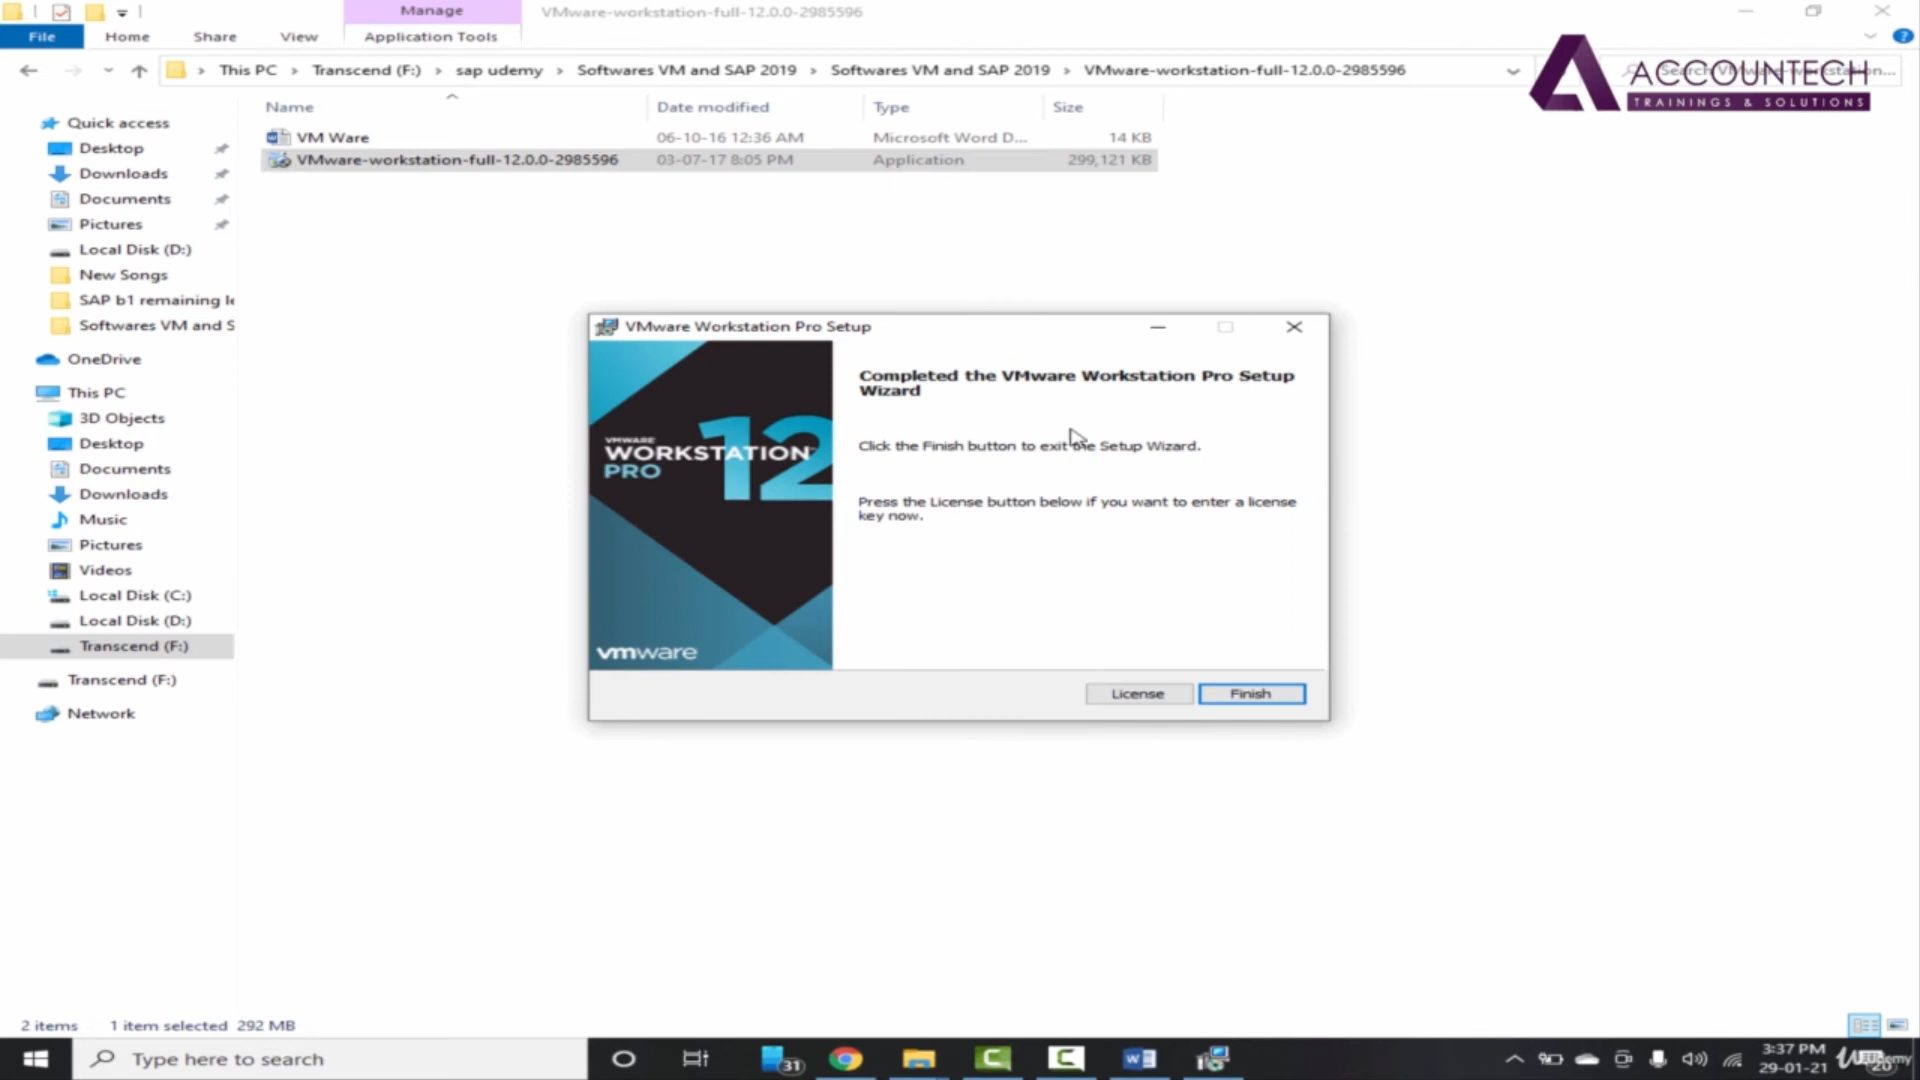 Manage
VMware-workstation-full-12.0.0-2985596
File
Home
Share
View
Application Tools
This PC
Transcend (F:)
sap udemy
Softwares VM and SAP 2019
Softwares VM and SAP 2019
VMware-workstation-full-12.0.0-2985596
ACCOUNTECH
TRAININGS & SOLUTIONS
Name
Date modified
Type
Size
VM Ware
06-10-16 12:36 AM
Microsoft Word D...
14 KB
VMware-workstation-full-12.0.0-2985596
03-07-17 8:05 PM
Application
299,121 KB
Quick access
Desktop
Downloads
Documents
Pictures
Local Disk (D:)
New Songs
SAP b1 remaining le
Softwares VM and S
OneDrive
This PC
3D Objects
Desktop
Documents
Downloads
Music
Pictures
Videos
Local Disk (C:)
Local Disk (D:)
Transcend (F:)
Transcend (F:)
Network
VMware Workstation Pro Setup
VMWARE
WORKSTATION
PRO
12
vmware
Completed the VMware Workstation Pro Setup
Wizard
Click the Finish button to exit the Setup Wizard.
Press the License button below if you want to enter a license
key now.
License
Finish
2 items
1 item selected 292 MB
Type here to search
31
3:37 PM
29-01-21
20